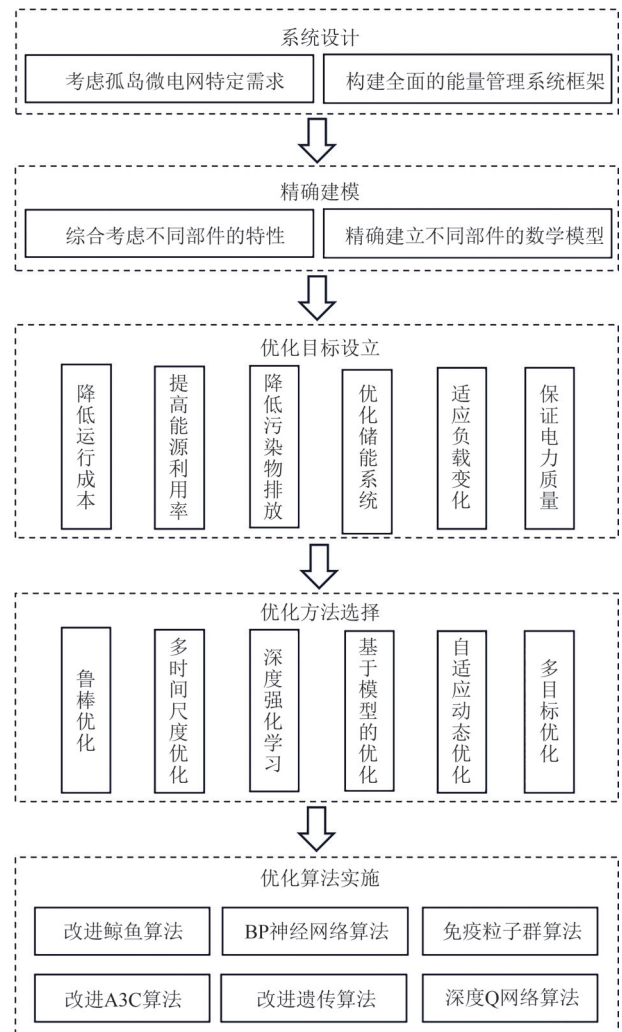 系统设计
考虑孤岛微电网特定需求
构建全面的能量管理系统框架
精确建模
综合考虑不同部件的特性
精确建立不同部件的数学模型
优化目标设立
降低运行成本
提高能源利用率
降低污染物排放
优化储能系统
适应负载变化
保证电力质量
优化方法选择
鲁棒优化
多时间尺度优化
深度强化学习
基于模型的优化
自适应动态优化
多目标优化
优化算法实施
改进鲸鱼算法
BP神经网络算法
免疫粒子群算法
改进A3C算法
改进遗传算法
深度Q网络算法